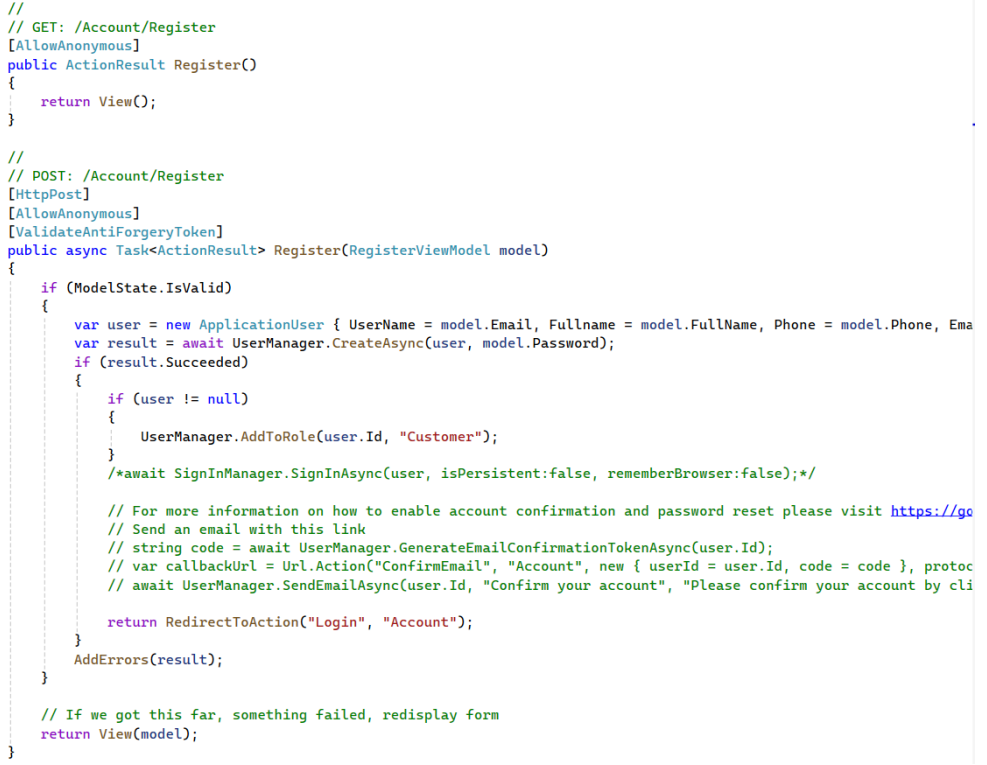 //
// GET: /Account/Register
[AllowAnonymous]
public ActionResult Register()
{
    return View();
}

//
// POST: /Account/Register
[HttpPost]
[AllowAnonymous]
[ValidateAntiForgeryToken]
public async Task<ActionResult> Register(RegisterViewModel model)
{
    if (ModelState.IsValid)
    {
        var user = new ApplicationUser { UserName = model.Email, Fullname = model.FullName, Phone = model.Phone, Ema
        var result = await UserManager.CreateAsync(user, model.Password);
        if (result.Succeeded)
        {
            if (user != null)
            {
                UserManager.AddToRole(user.Id, "Customer");
            }
            /*await SignInManager.SignInAsync(user, isPersistent:false, rememberBrowser:false);*/

            // For more information on how to enable account confirmation and password reset please visit https://go
            // Send an email with this link
            // string code = await UserManager.GenerateEmailConfirmationTokenAsync(user.Id);
            // var callbackUrl = Url.Action("ConfirmEmail", "Account", new { userId = user.Id, code = code }, protoc
            // await UserManager.SendEmailAsync(user.Id, "Confirm your account", "Please confirm your account by cli

            return RedirectToAction("Login", "Account");
        }
        AddErrors(result);
    }

    // If we got this far, something failed, redisplay form
    return View(model);
}